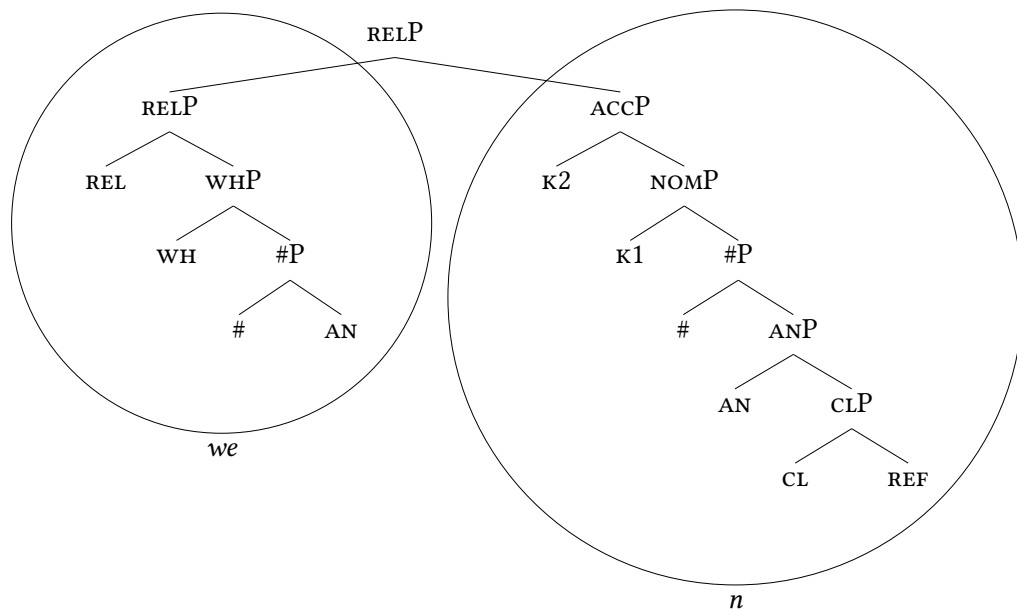 RELP
RELP ACCP
REL WHP K2 NOMP
WH #P K1 #P
# AN # ANP
AN CLP
we
CL REF
n